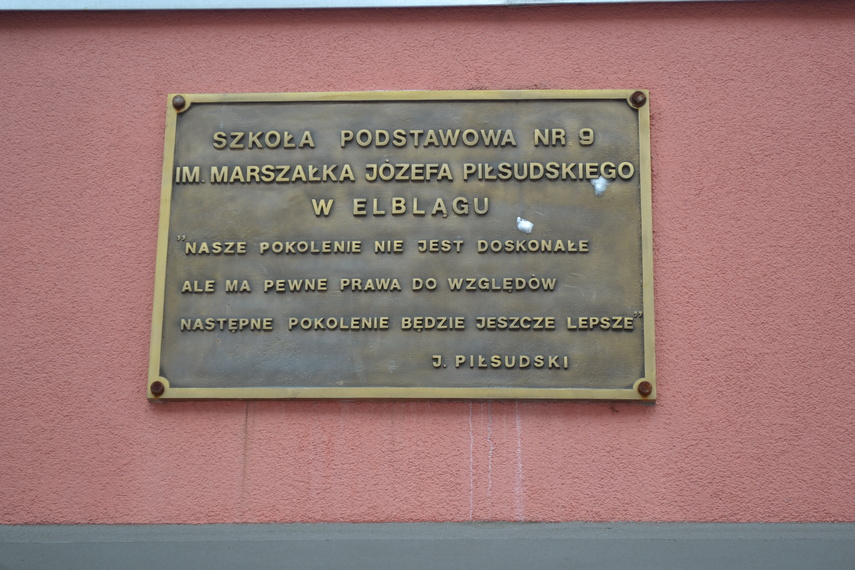 SZKOŁA PODSTAWOWA NR 9
IM. MARSZAŁKA JÓZEFA PIŁSUDSKIEGO
W ELBLĄGU
"NASZE POKOLENIE NIE JEST DOSKONAŁE
ALE MA PEWNE PRAWA DO WZGLĘDÓW
NASTĘPNE POKOLENIE BĘDZIE JESZCZE LEPSZE"
J. PIŁSUDSKI